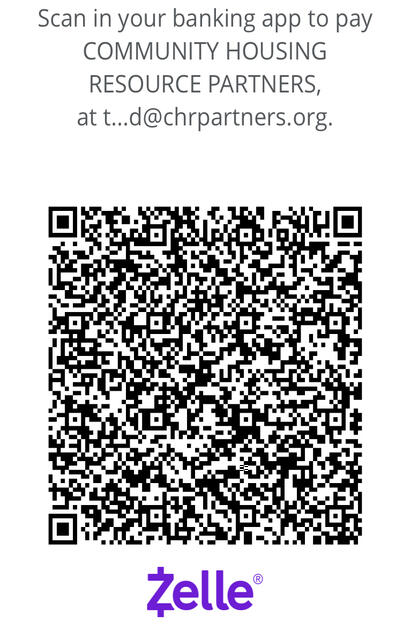 Scan in your banking app to pay
COMMUNITY HOUSING
RESOURCE PARTNERS,
at t...d@chrpartners.org.
Zelle®